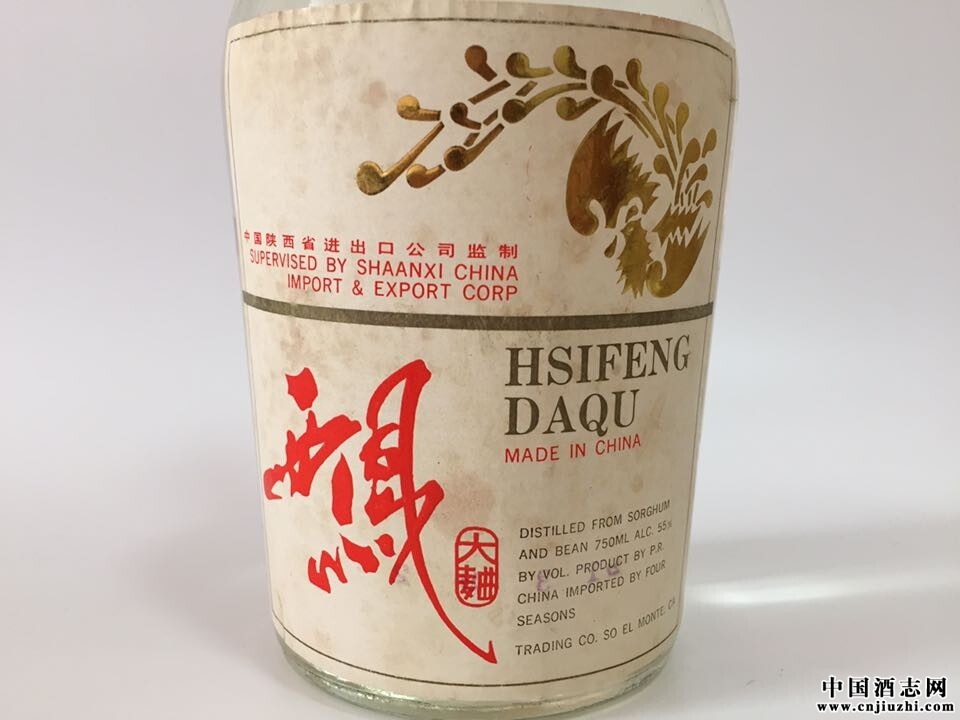 中国陕西省进出口公司监制
SUPERVISED BY SHAANXI CHINA
IMPORT & EXPORT CORP
HSIFENG
DAQU
MADE IN CHINA
西鳳
大麯
DISTILLED FROM SORGHUM
AND BEAN 750ML ALC. 55%
BY VOL. PRODUCT BY P.R.
CHINA IMPORTED BY FOUR
SEASONS
TRADING CO. SO EL MONTE. CA
中国酒志网
www.cnjiuzhi.com